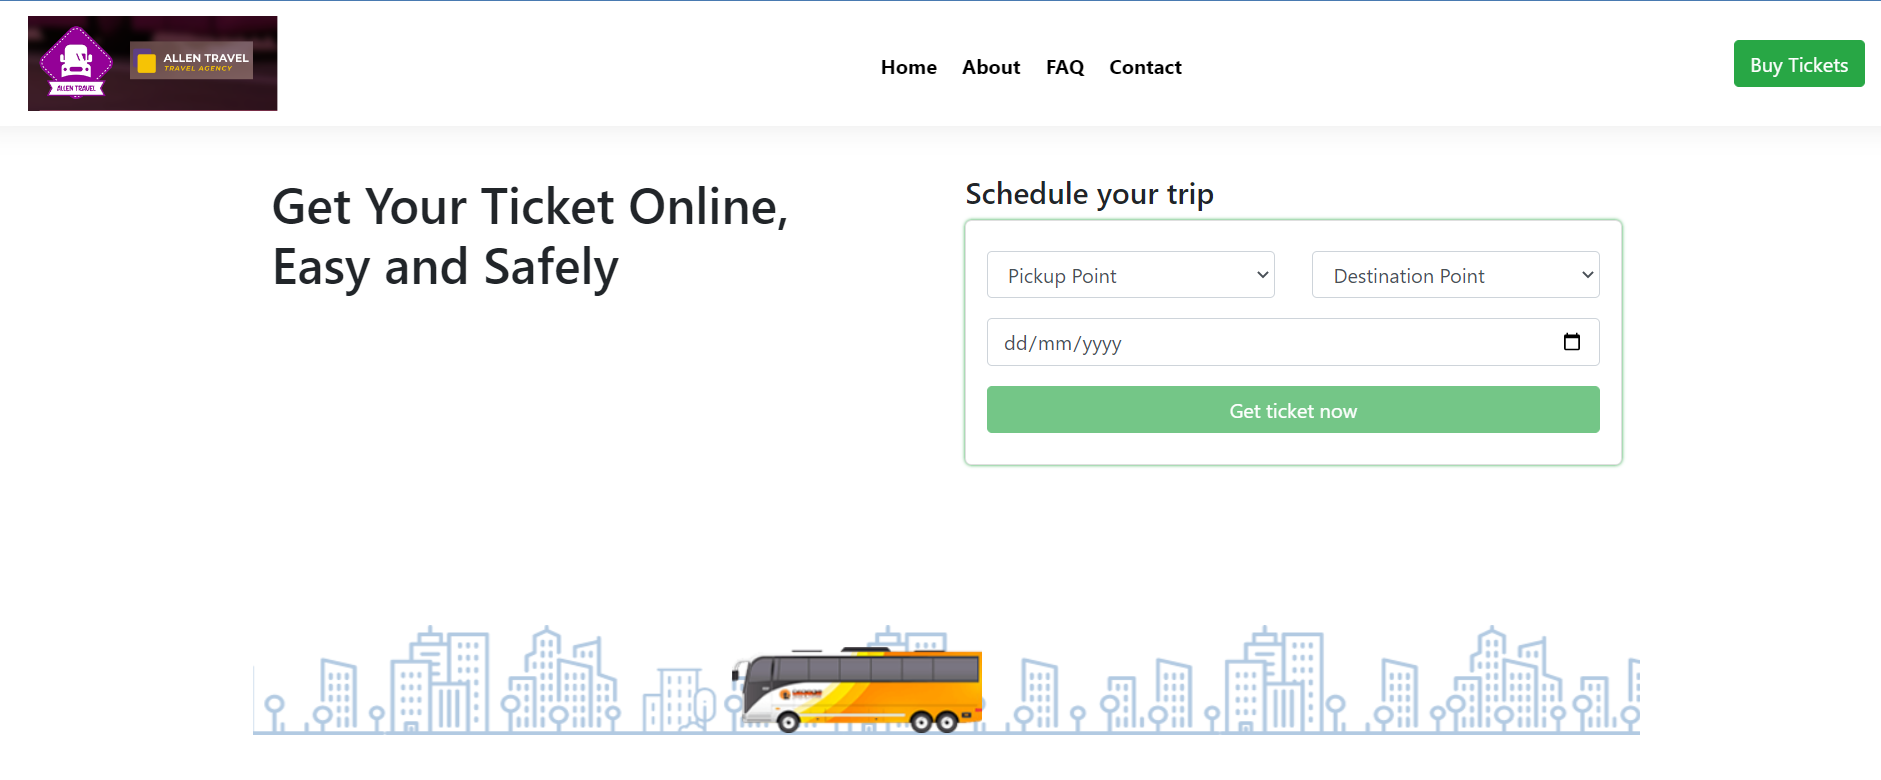 ALLEN TRAVEL
ALLEN TRAVEL
TRAVEL AGENCY
Home
About
FAQ
Contact
Buy Tickets
Get Your Ticket Online,
Easy and Safely
Schedule your trip
Pickup Point
Destination Point
dd/mm/yyyy
Get ticket now